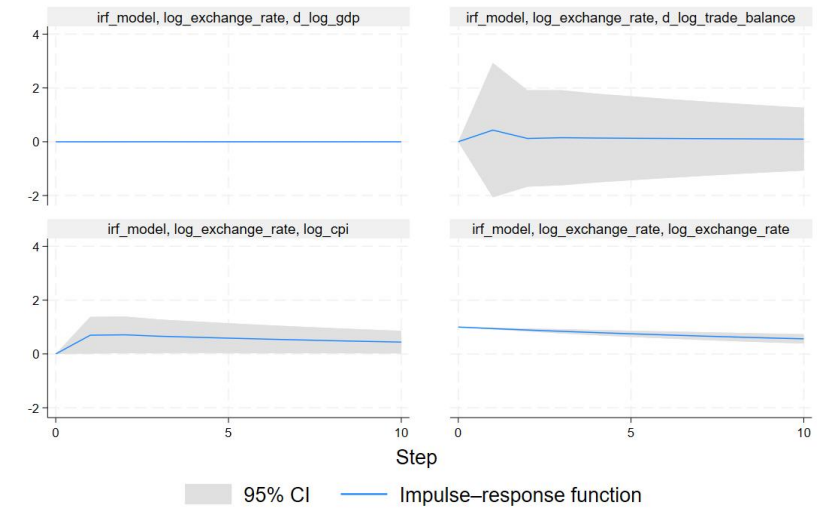 irf_model, log_exchange_rate, d_log_gdp
irf_model, log_exchange_rate, d_log_trade_balance
4
2
0
-2
irf_model, log_exchange_rate, log_cpi
irf_model, log_exchange_rate, log_exchange_rate
4
2
0
-2
0 5 10 0 5 10
Step
95% CI Impulse–response function